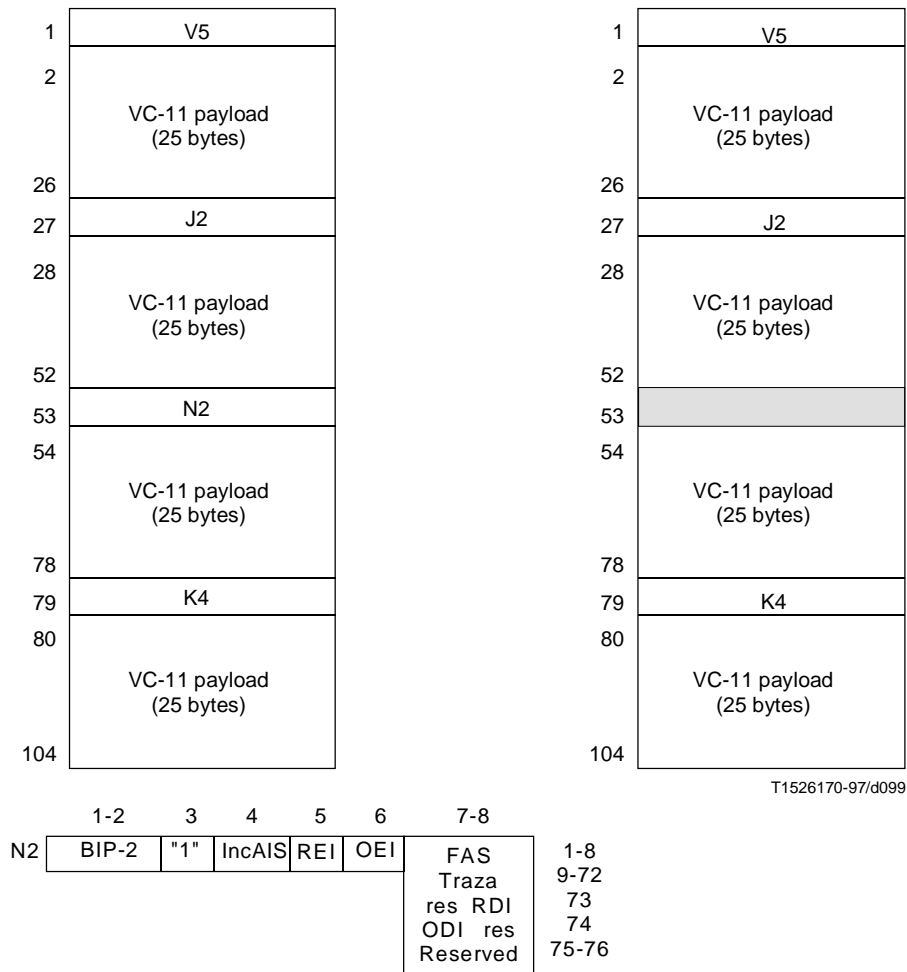 1 V5
2
VC-11 payload
(25 bytes)
26
27 J2
28
VC-11 payload
(25 bytes)
52
53 N2
54
VC-11 payload
(25 bytes)
78
79 K4
80
VC-11 payload
(25 bytes)
104
1 V5
2
VC-11 payload
(25 bytes)
26
27 J2
28
VC-11 payload
(25 bytes)
52
53
54
VC-11 payload
(25 bytes)
78
79 K4
80
VC-11 payload
(25 bytes)
104
T1526170-97/d099
1-2 3 4 5 6 7-8
N2 BIP-2 "1" IncAIS REI OEI FAS 1-8
Traza 9-72
res RDI 73
ODI res 74
Reserved 75-76